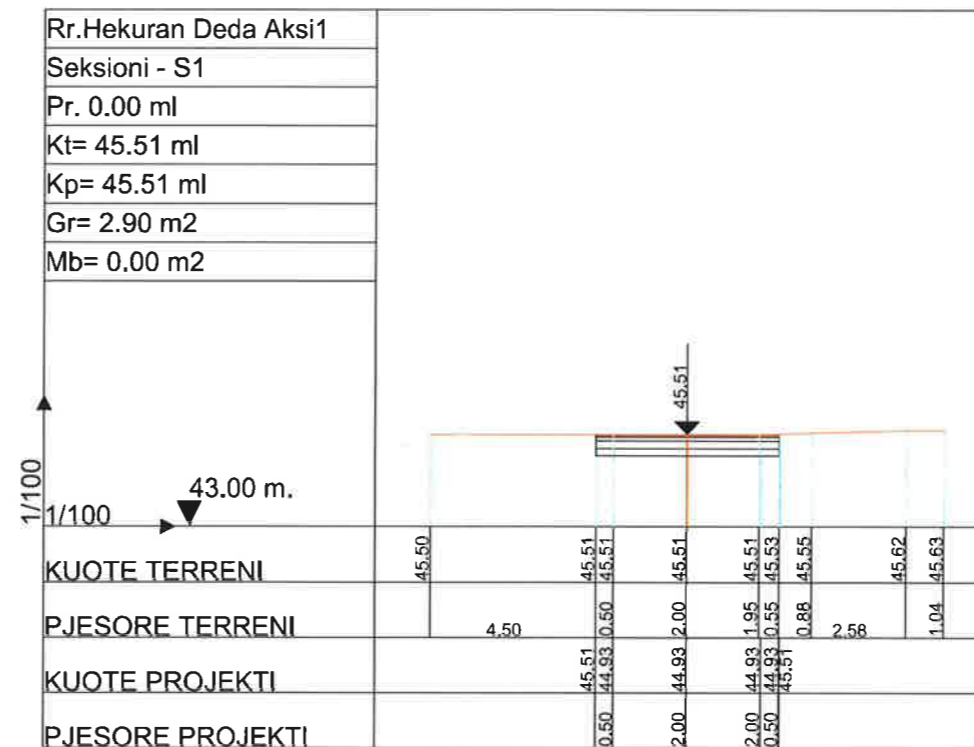 Rr.Hekuran Deda Aksi1
Seksioni - S1
Pr. 0.00 ml
Kt= 45.51 ml
Kp= 45.51 ml
Gr= 2.90 m2
Mb= 0.00 m2
45.51
1/100
43.00 m.
1/100
KUOTE TERRENI 45.50 45.51 45.51 45.51 45.51 45.53 45.55 45.62 45.63
PJESORE TERRENI 4.50 0.50 2.00 1.95 0.55 0.88 2.58 1.04
KUOTE PROJEKTI 45.51 44.93 44.93 44.93 44.93 45.51
PJESORE PROJEKTI 0.50 2.00 2.00 0.50